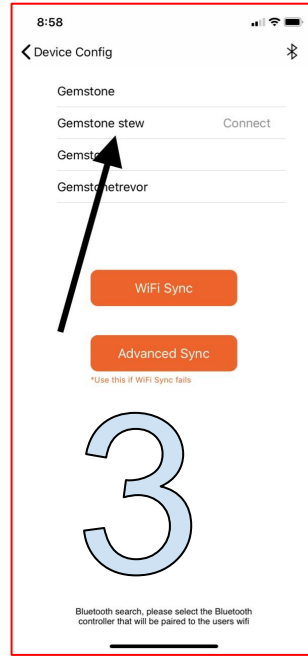 8:58
Device Config
Gemstone
Gemstone stew Connect
Gemstonetrevor
WiFi Sync
Advanced Sync
*Use this if WiFi Sync fails
3
Bluetooth search, please select the Bluetooth
controller that will be paired to the users wifi